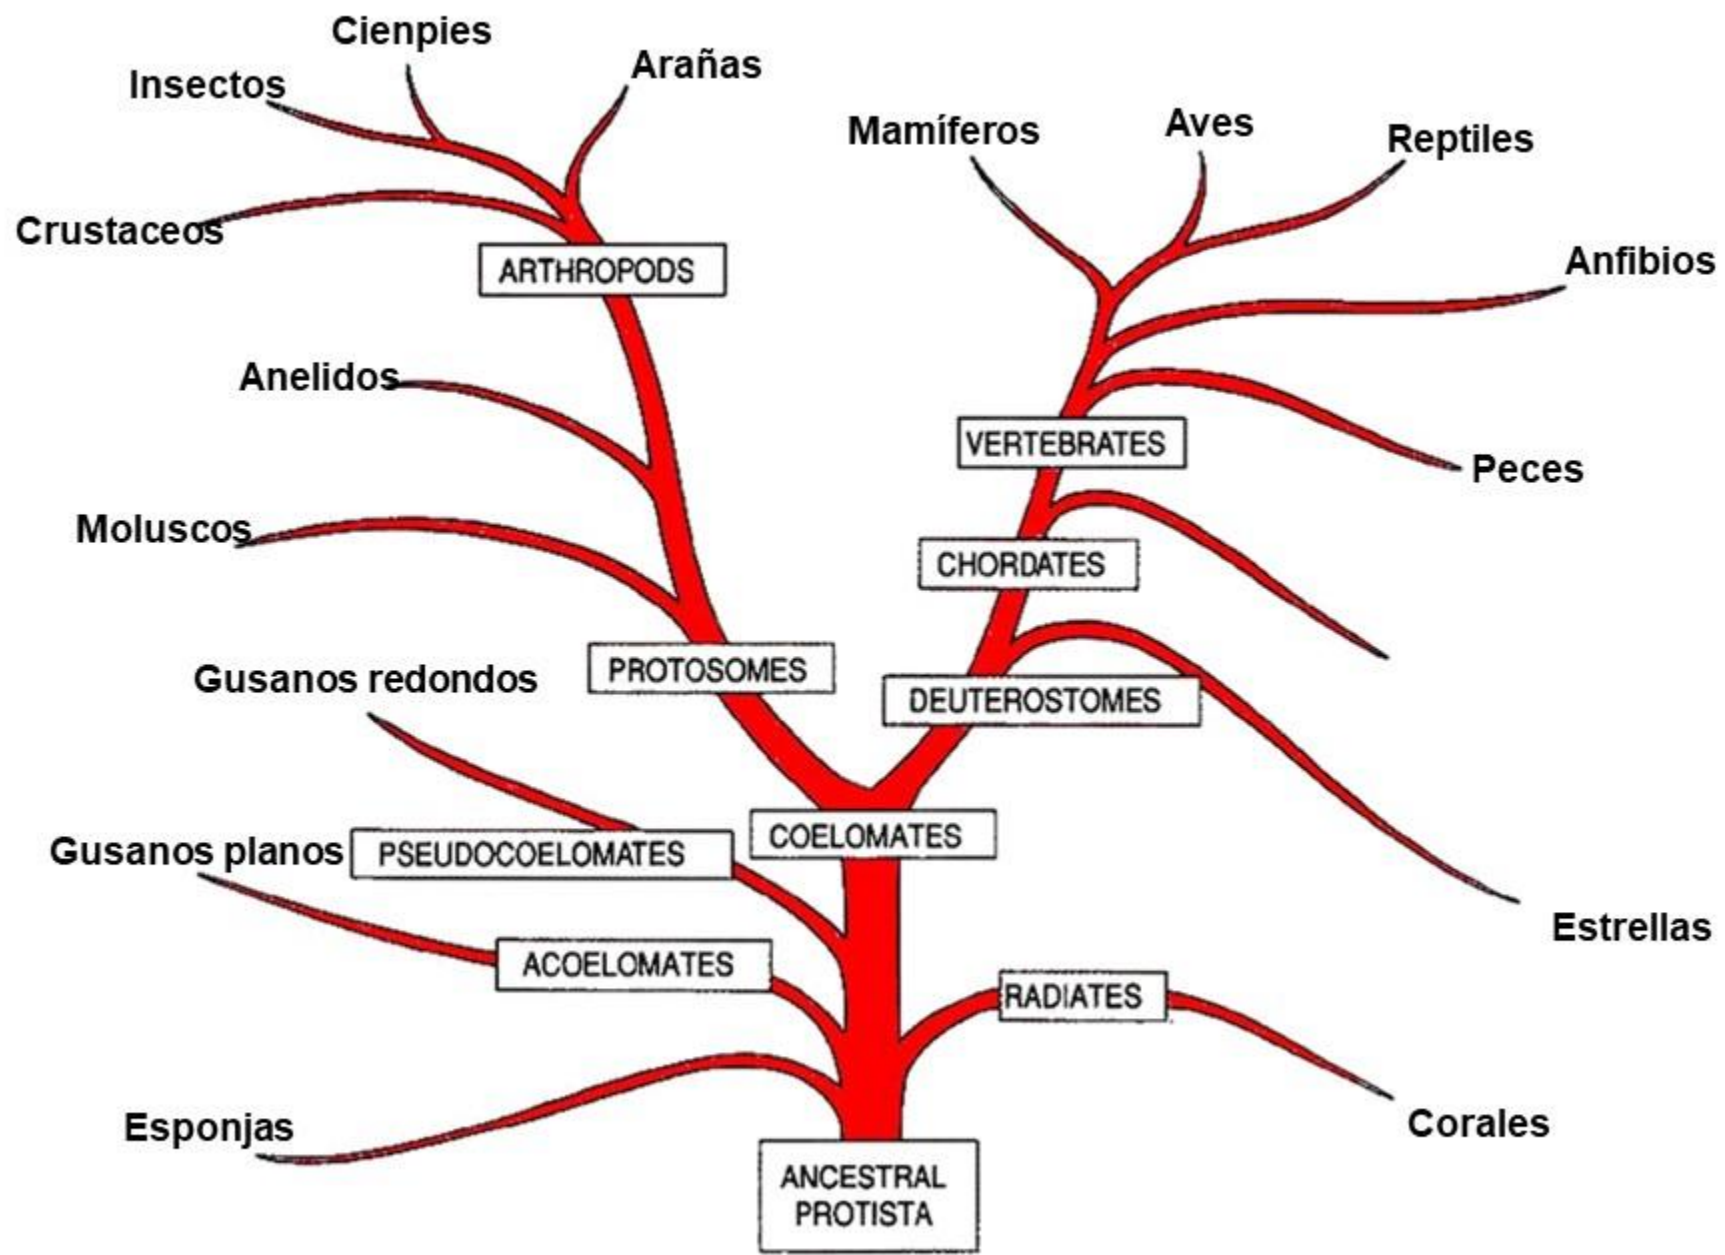 Cienpies
Arañas
Insectos
Mamíferos
Aves
Reptiles
Crustaceos
ARTHROPODS
Anfibios
Anelidos
VERTEBRATES
Peces
Moluscos
CHORDATES
Gusanos redondos
PROTOSOMES
DEUTEROSTOMES
Gusanos planos
PSEUDOCOELOMATES
COELOMATES
Estrellas
ACOELOMATES
RADIATES
Esponjas
Corales
ANCESTRAL
PROTISTA